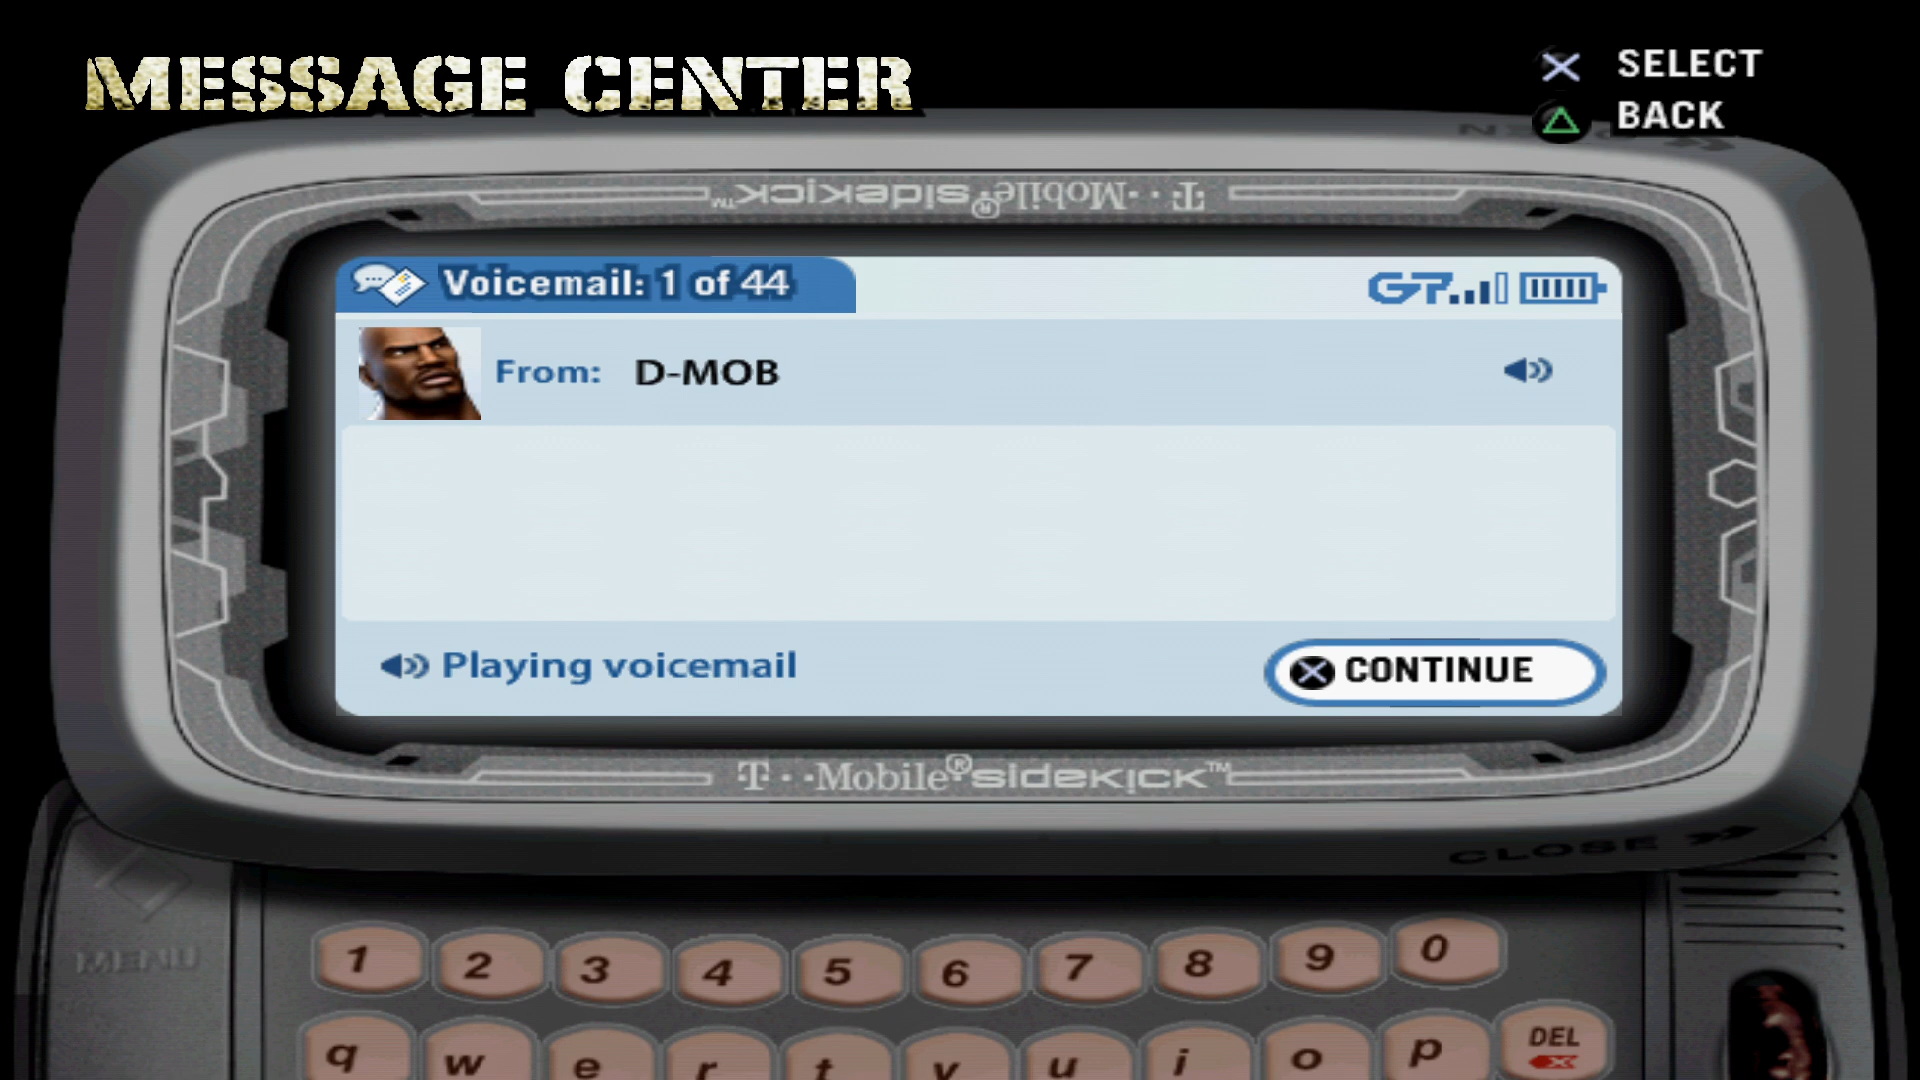 MESSAGE CENTER
SELECT
BACK
T··Mobile®sidekick™
Voicemail: 1 of 44
From: D-MOB
Playing voicemail
CONTINUE
T··Mobile®sidekick™
CLOSE
MENU
1 2 3 4 5 6 7 8 9 0
q w e r t y u i o p DEL